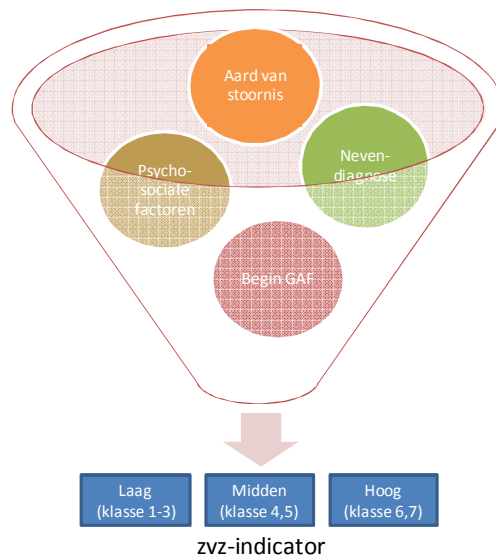 Aard van
stoornis
Psycho-
sociale
factoren
Neven-
diagnose
Begin GAF
Laag
(klasse 1-3)
Midden
(klasse 4,5)
Hoog
(klasse 6,7)
zvz-indicator